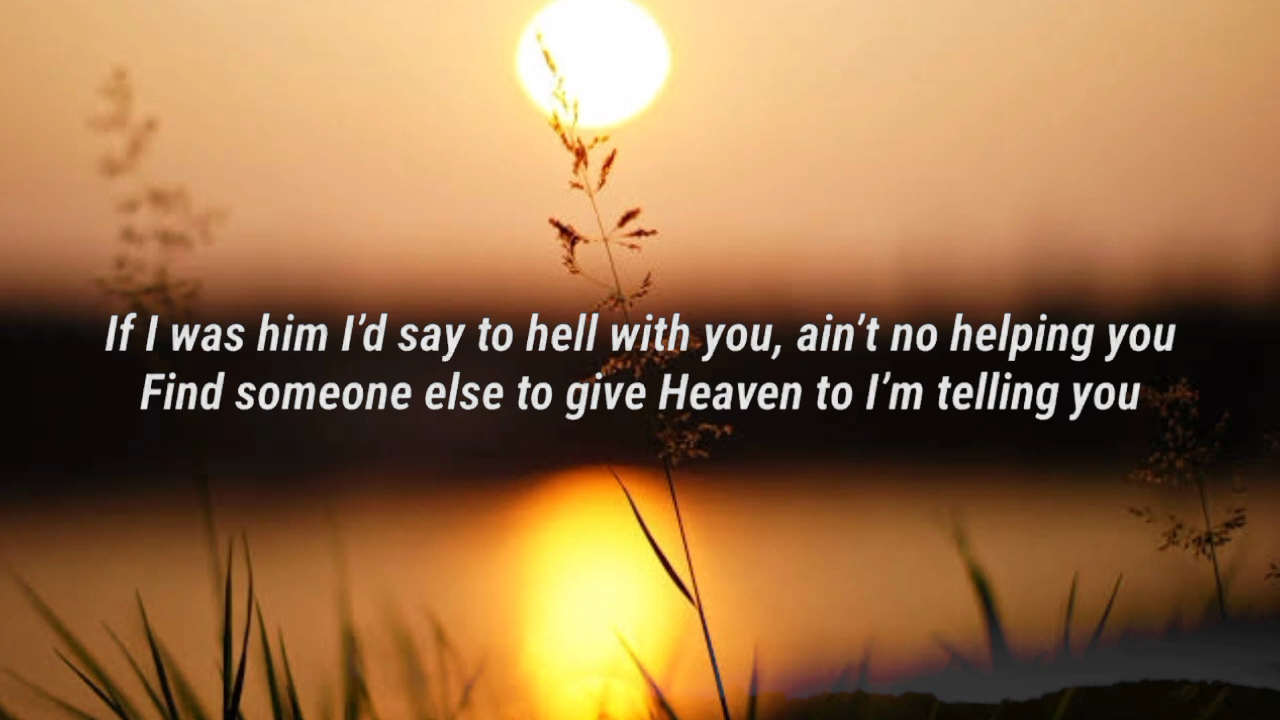 If I was him I’d say to hell with you, ain’t no helping you
Find someone else to give Heaven to I’m telling you